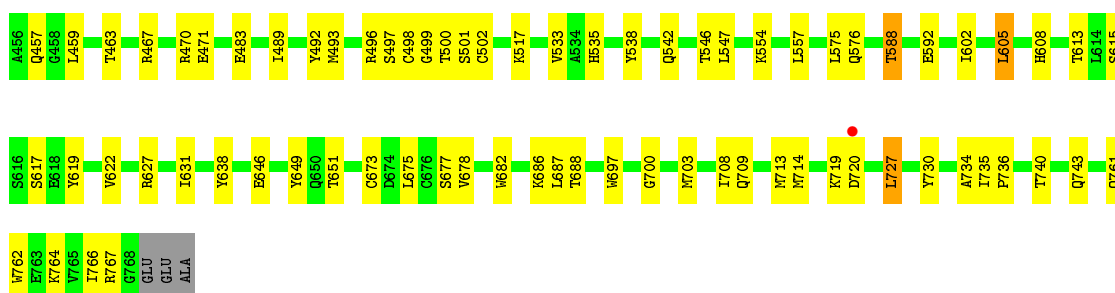 A456 Q457 G458 L459 T463 R467 R470 E471 E483 I489 Y492 M493 R496 S497 C498 G499 T500 S501 C502 K517 V533 A534 H535 Y538 Q542 T546 L547 K554 L557 L575 Q576 T588 E592 I602 L605 H608 T613 L614 S615
S616 S617 E618 Y619 V622 R627 I631 Y638 E646 Y649 Q650 T651 C673 D674 L675 C676 S677 V678 W682 K686 L687 T688 W697 G700 M703 I708 Q709 M713 M714 K719 D720 L727 Y730 A734 I735 P736 T740 Q743
W762 E763 K764 V765 I766 R767 G768 GLU GLU ALA